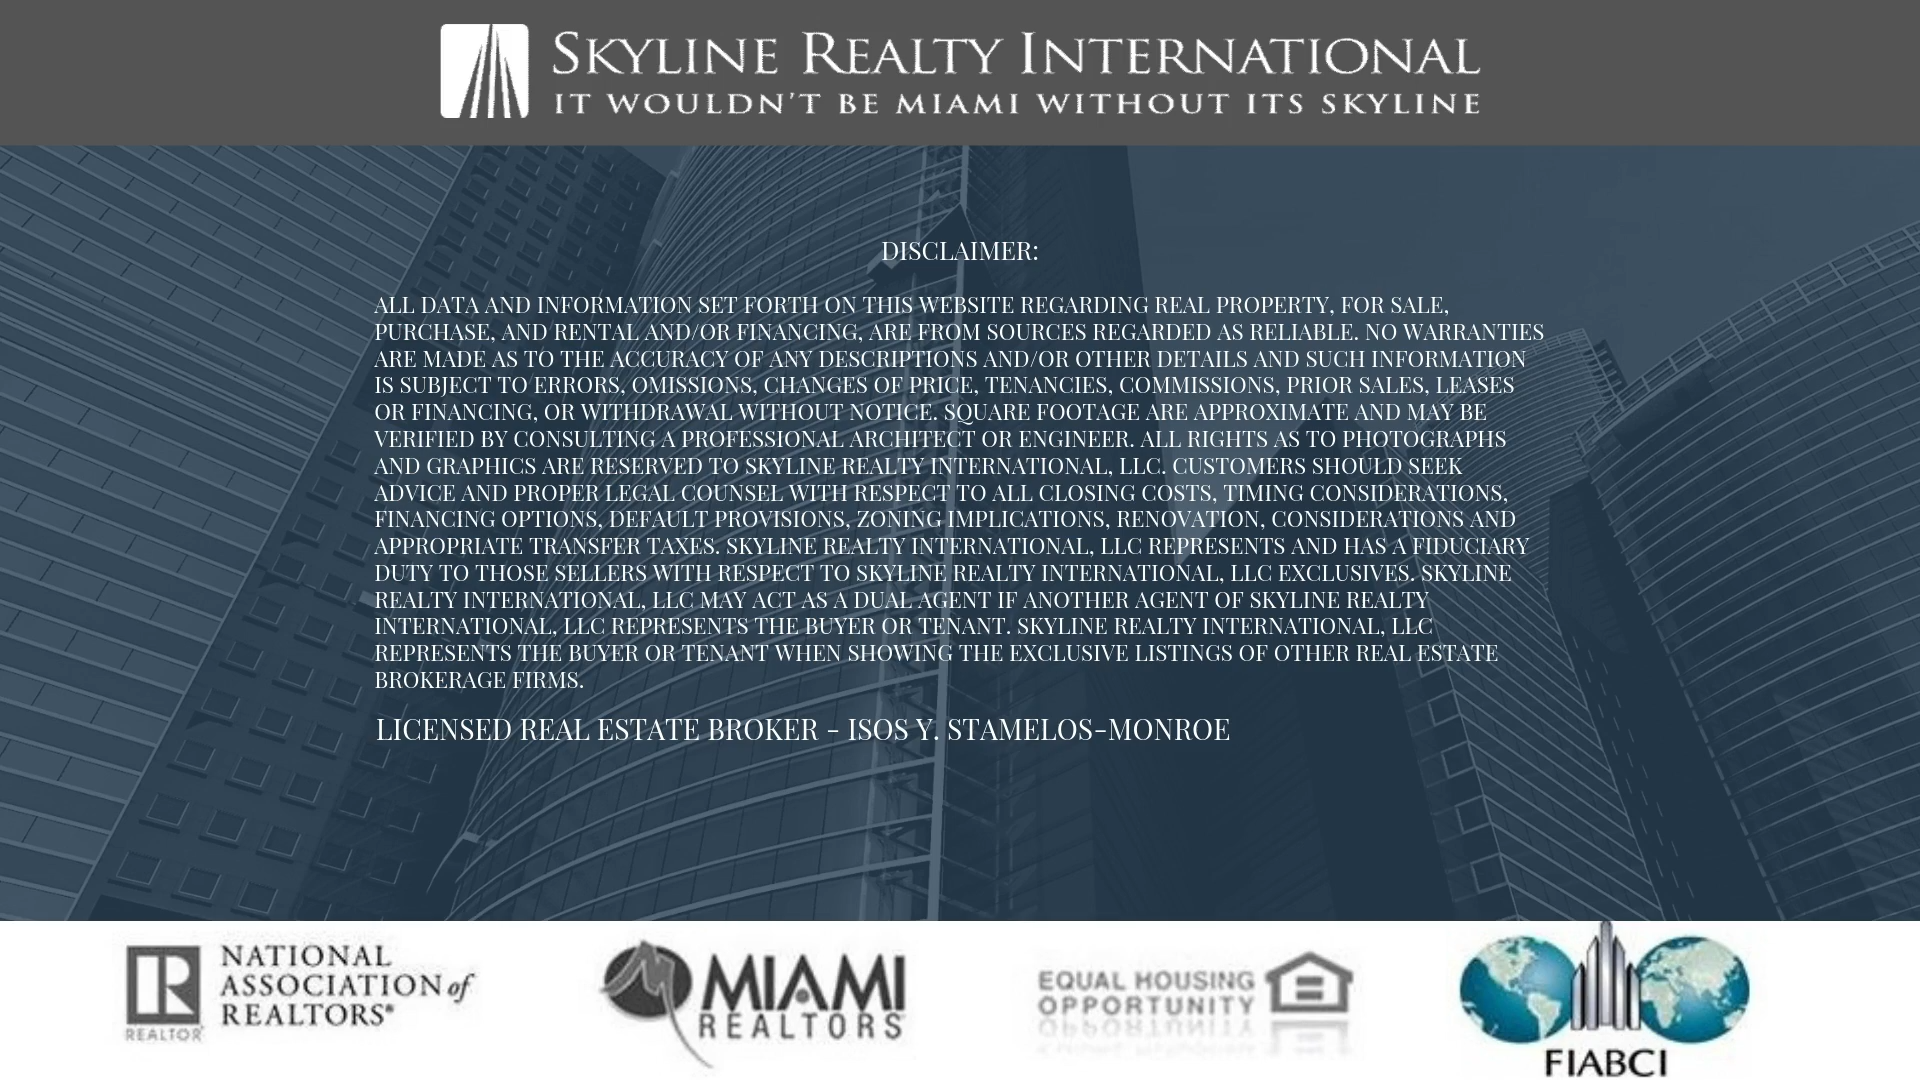 SKYLINE REALTY INTERNATIONAL
IT WOULDN'T BE MIAMI WITHOUT ITS SKYLINE
DISCLAIMER:
ALL DATA AND INFORMATION SET FORTH ON THIS WEBSITE REGARDING REAL PROPERTY, FOR SALE,
PURCHASE, AND RENTAL AND/OR FINANCING, ARE FROM SOURCES REGARDED AS RELIABLE. NO WARRANTIES
ARE MADE AS TO THE ACCURACY OF ANY DESCRIPTIONS AND/OR OTHER DETAILS AND SUCH INFORMATION
IS SUBJECT TO ERRORS, OMISSIONS, CHANGES OF PRICE, TENANCIES, COMMISSIONS, PRIOR SALES, LEASES
OR FINANCING, OR WITHDRAWAL WITHOUT NOTICE. SQUARE FOOTAGE ARE APPROXIMATE AND MAY BE
VERIFIED BY CONSULTING A PROFESSIONAL ARCHITECT OR ENGINEER. ALL RIGHTS AS TO PHOTOGRAPHS
AND GRAPHICS ARE RESERVED TO SKYLINE REALTY INTERNATIONAL, LLC. CUSTOMERS SHOULD SEEK
ADVICE AND PROPER LEGAL COUNSEL WITH RESPECT TO ALL CLOSING COSTS, TIMING CONSIDERATIONS,
FINANCING OPTIONS, DEFAULT PROVISIONS, ZONING IMPLICATIONS, RENOVATION, CONSIDERATIONS AND
APPROPRIATE TRANSFER TAXES. SKYLINE REALTY INTERNATIONAL, LLC REPRESENTS AND HAS A FIDUCIARY
DUTY TO THOSE SELLERS WITH RESPECT TO SKYLINE REALTY INTERNATIONAL, LLC EXCLUSIVES. SKYLINE
REALTY INTERNATIONAL, LLC MAY ACT AS A DUAL AGENT IF ANOTHER AGENT OF SKYLINE REALTY
INTERNATIONAL, LLC REPRESENTS THE BUYER OR TENANT. SKYLINE REALTY INTERNATIONAL, LLC
REPRESENTS THE BUYER OR TENANT WHEN SHOWING THE EXCLUSIVE LISTINGS OF OTHER REAL ESTATE
BROKERAGE FIRMS.
LICENSED REAL ESTATE BROKER - ISOS Y. STAMELOS-MONROE
R
REALTOR
NATIONAL
ASSOCIATION of
REALTORS®
MIAMI
REALTORS
EQUAL HOUSING
OPPORTUNITY
FIABCI